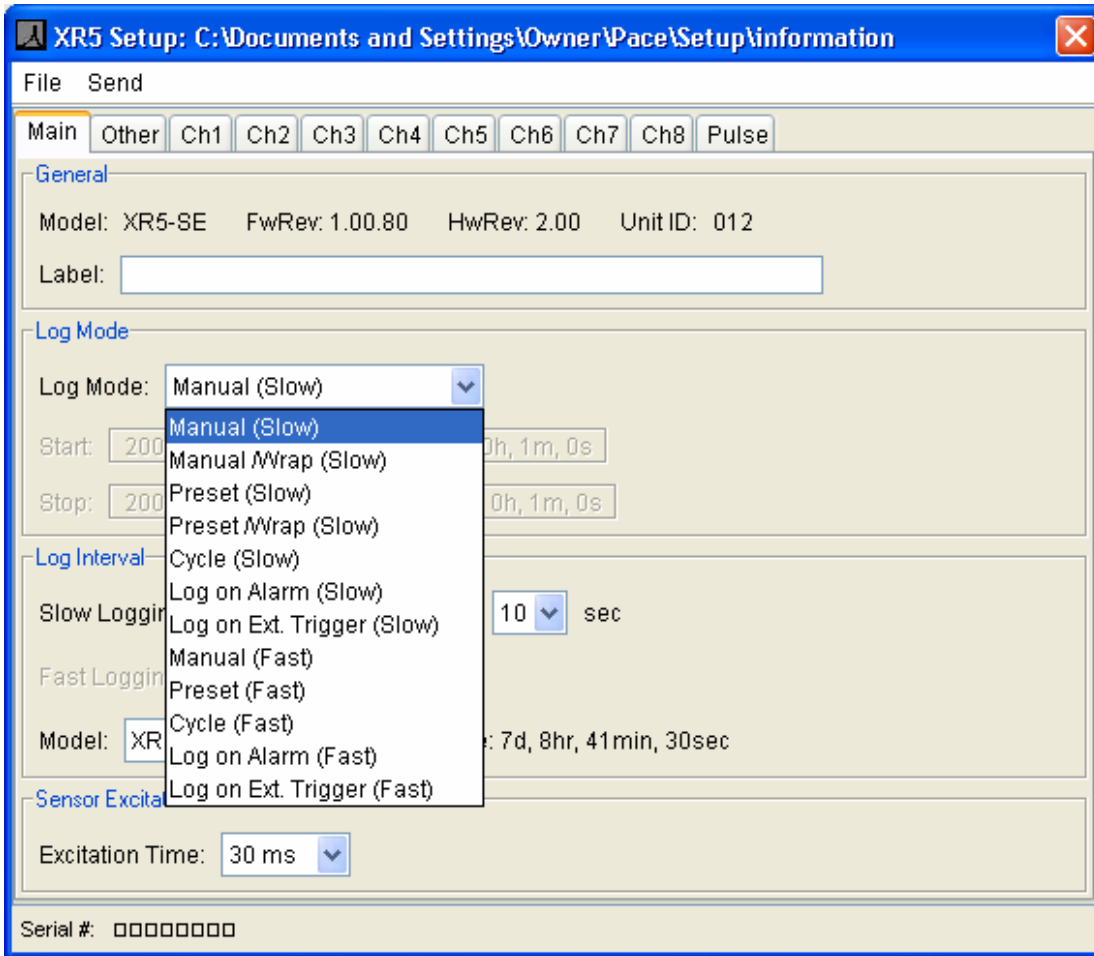 XR5 Setup: C:\Documents and Settings\Owner\Pace\Setup\information
File Send
Main Other Ch1 Ch2 Ch3 Ch4 Ch5 Ch6 Ch7 Ch8 Pulse
General
Model: XR5-SE FwRev: 1.00.80 HwRev: 2.00 Unit ID: 012
Label:
Log Mode
Log Mode: Manual (Slow)
Manual (Slow)
Manual /Wrap (Slow)
Preset (Slow)
Preset /Wrap (Slow)
Cycle (Slow)
Log on Alarm (Slow)
Log on Ext. Trigger (Slow)
Manual (Fast)
Preset (Fast)
Cycle (Fast)
Log on Alarm (Fast)
Log on Ext. Trigger (Fast)
Start: 200 0h, 1m, 0s
Stop: 200 0h, 1m, 0s
Log Interval
Slow 10 sec
Fast
Model: 7d, 8hr, 41min, 30sec
Sensor
Excitation Time: 30 ms
Serial #: